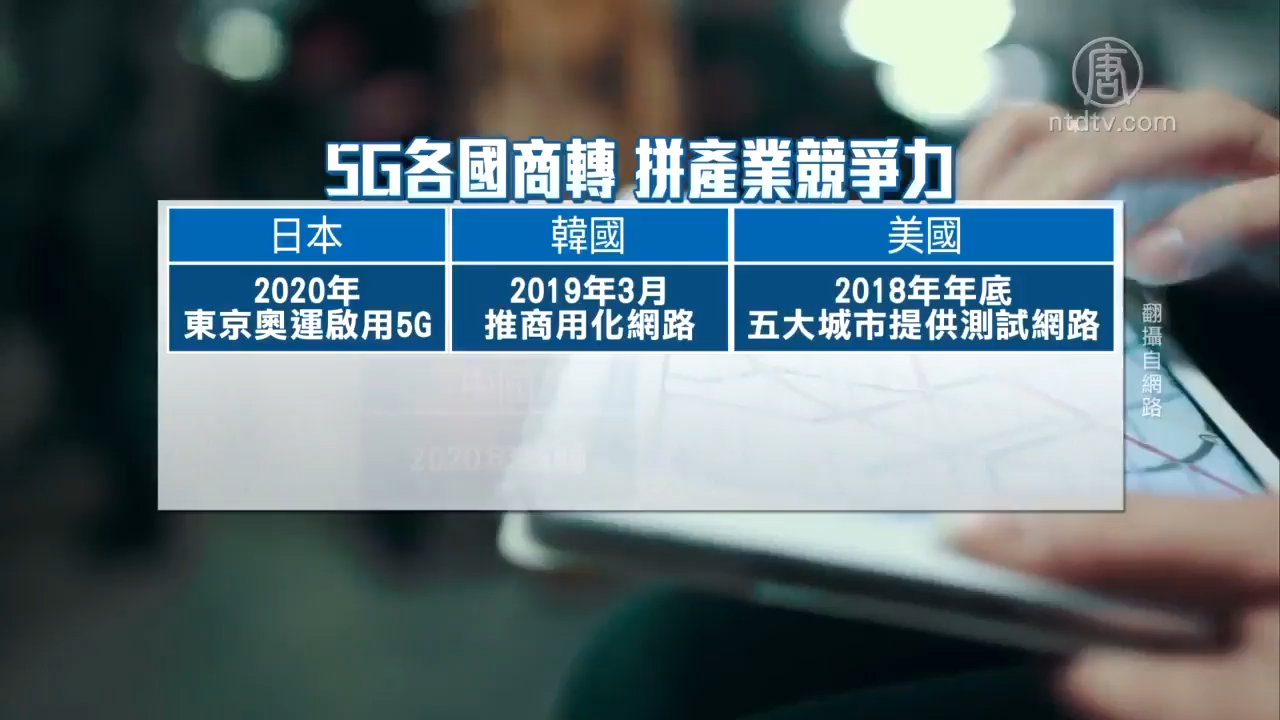 唐
ntdtv.com
5G各國商轉 拼產業競爭力
日本
韓國
美國
2020年
東京奧運啟用5G
2019年3月
推商用化網路
2018年年底
五大城市提供測試網路
翻攝自網路